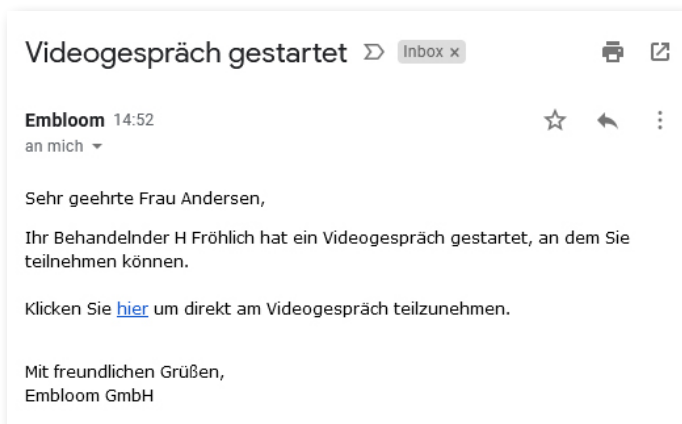 Videogespräch gestartet Inbox x
Embloom 14:52
an mich
Sehr geehrte Frau Andersen,
Ihr Behandelnder H Fröhlich hat ein Videogespräch gestartet, an dem Sie
teilnehmen können.
Klicken Sie hier um direkt am Videogespräch teilzunehmen.
Mit freundlichen Grüßen,
Embloom GmbH